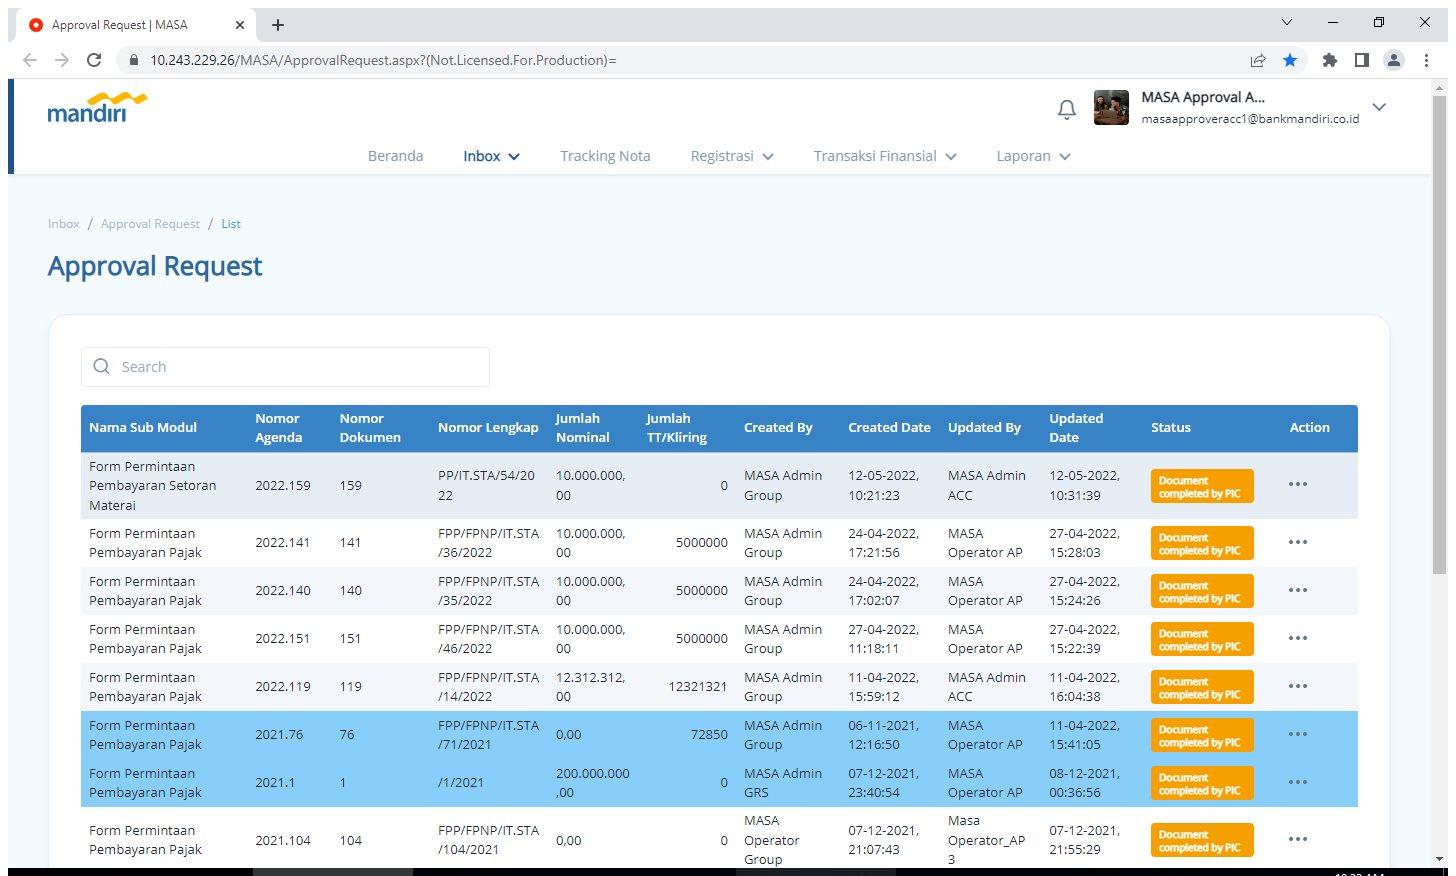 Approval Request | MASA
10.243.229.26/MASA/ApprovalRequest.aspx?(Not.Licensed.For.Production)=
mandiri
MASA Approval A...
masaapproveracc1@bankmandiri.co.id
Beranda Inbox Tracking Nota Registrasi Transaksi Finansial Laporan
Inbox / Approval Request / List
Approval Request
Search
Nama Sub Modul Nomor Agenda Nomor Dokumen Nomor Lengkap Jumlah Nominal Jumlah TT/Kliring Created By Created Date Updated By Updated Date Status Action
Form Permintaan Pembayaran Setoran Materai 2022.159 159 PP/IT.STA/54/2022 10.000.000,00 0 MASA Admin Group 12-05-2022, 10:21:23 MASA Admin ACC 12-05-2022, 10:31:39 Document completed by PIC
Form Permintaan Pembayaran Pajak 2022.141 141 FPP/FPNP/IT.STA/36/2022 10.000.000,00 5000000 MASA Admin Group 24-04-2022, 17:21:56 MASA Operator AP 27-04-2022, 15:28:03 Document completed by PIC
Form Permintaan Pembayaran Pajak 2022.140 140 FPP/FPNP/IT.STA/35/2022 10.000.000,00 5000000 MASA Admin Group 24-04-2022, 17:02:07 MASA Operator AP 27-04-2022, 15:24:26 Document completed by PIC
Form Permintaan Pembayaran Pajak 2022.151 151 FPP/FPNP/IT.STA/46/2022 10.000.000,00 5000000 MASA Admin Group 27-04-2022, 11:18:11 MASA Operator AP 27-04-2022, 15:22:39 Document completed by PIC
Form Permintaan Pembayaran Pajak 2022.119 119 FPP/FPNP/IT.STA/14/2022 12.312.312,00 12321321 MASA Admin Group 11-04-2022, 15:59:12 MASA Admin ACC 11-04-2022, 16:04:38 Document completed by PIC
Form Permintaan Pembayaran Pajak 2021.76 76 FPP/FPNP/IT.STA/71/2021 0,00 72850 MASA Admin Group 06-11-2021, 12:16:50 MASA Operator AP 11-04-2022, 15:41:05 Document completed by PIC
Form Permintaan Pembayaran Pajak 2021.1 1 /1/2021 200.000.000,00 0 MASA Admin GRS 07-12-2021, 23:40:54 MASA Operator AP 08-12-2021, 00:36:56 Document completed by PIC
Form Permintaan Pembayaran Pajak 2021.104 104 FPP/FPNP/IT.STA/104/2021 0,00 0 MASA Operator Group 07-12-2021, 21:07:43 Masa Operator_AP3 07-12-2021, 21:55:29 Document completed by PIC